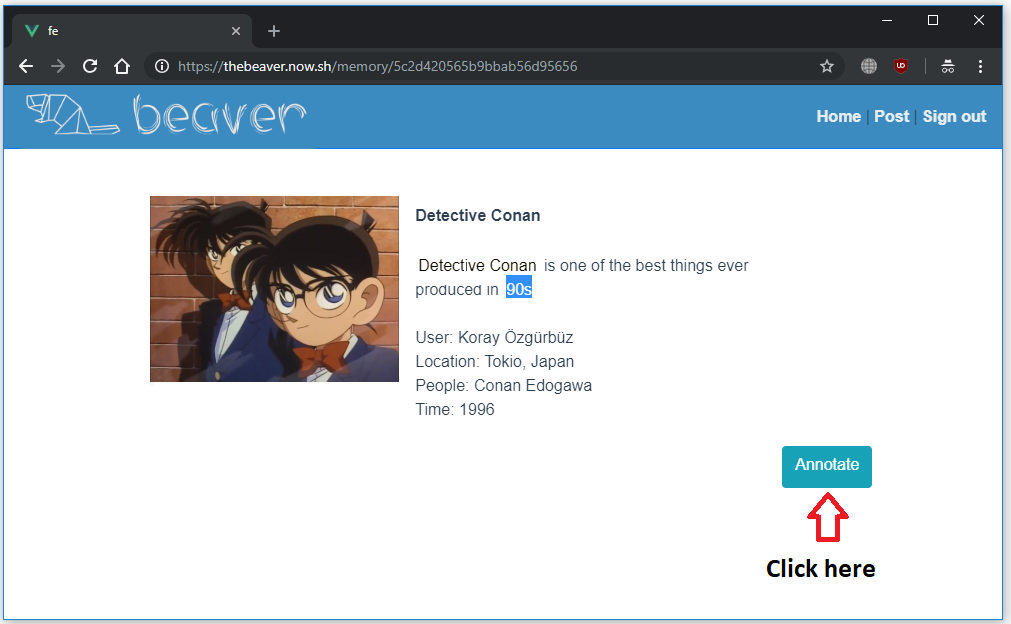 fe
https://thebeaver.now.sh/memory/5c2d420565b9bbab56d95656
beaver
Home | Post | Sign out
Detective Conan
Detective Conan is one of the best things ever
produced in 90s
User: Koray Özgürbüz
Location: Tokio, Japan
People: Conan Edogawa
Time: 1996
Annotate
Click here